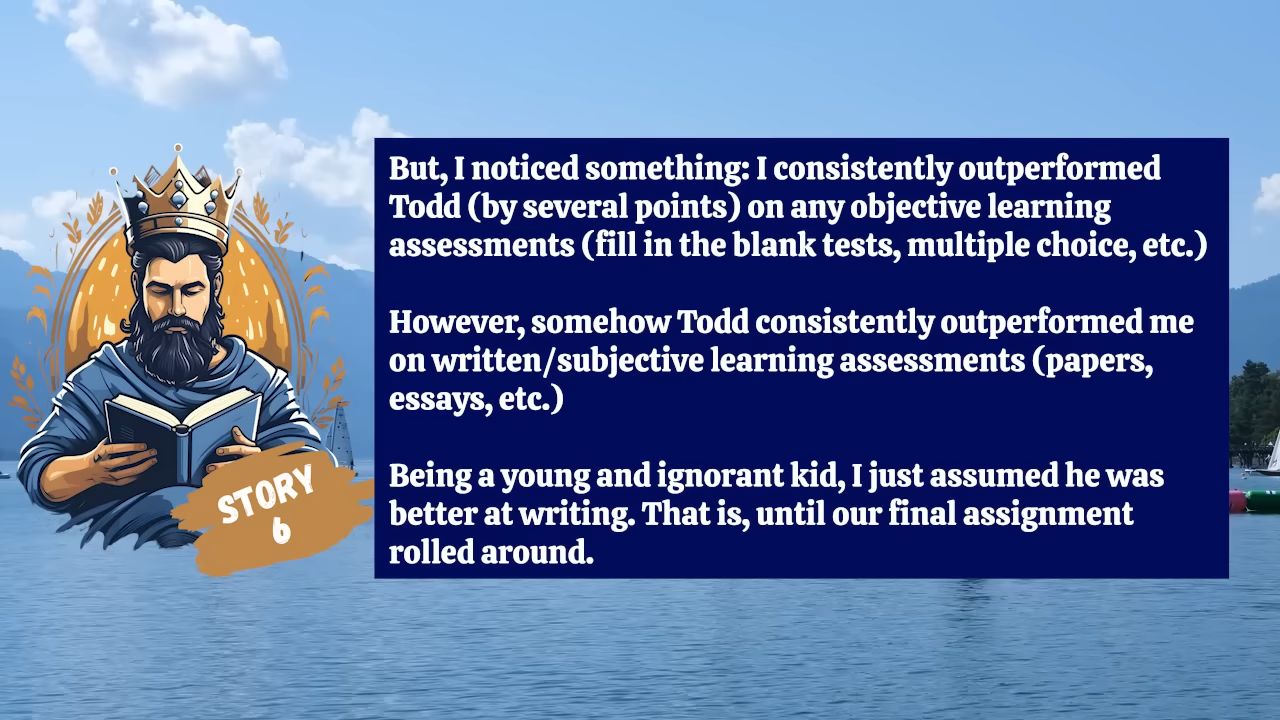 But, I noticed something: I consistently outperformed
Todd (by several points) on any objective learning
assessments (fill in the blank tests, multiple choice, etc.)
However, somehow Todd consistently outperformed me
on written/subjective learning assessments (papers,
essays, etc.)
Being a young and ignorant kid, I just assumed he was
better at writing. That is, until our final assignment
rolled around.
STORY
6